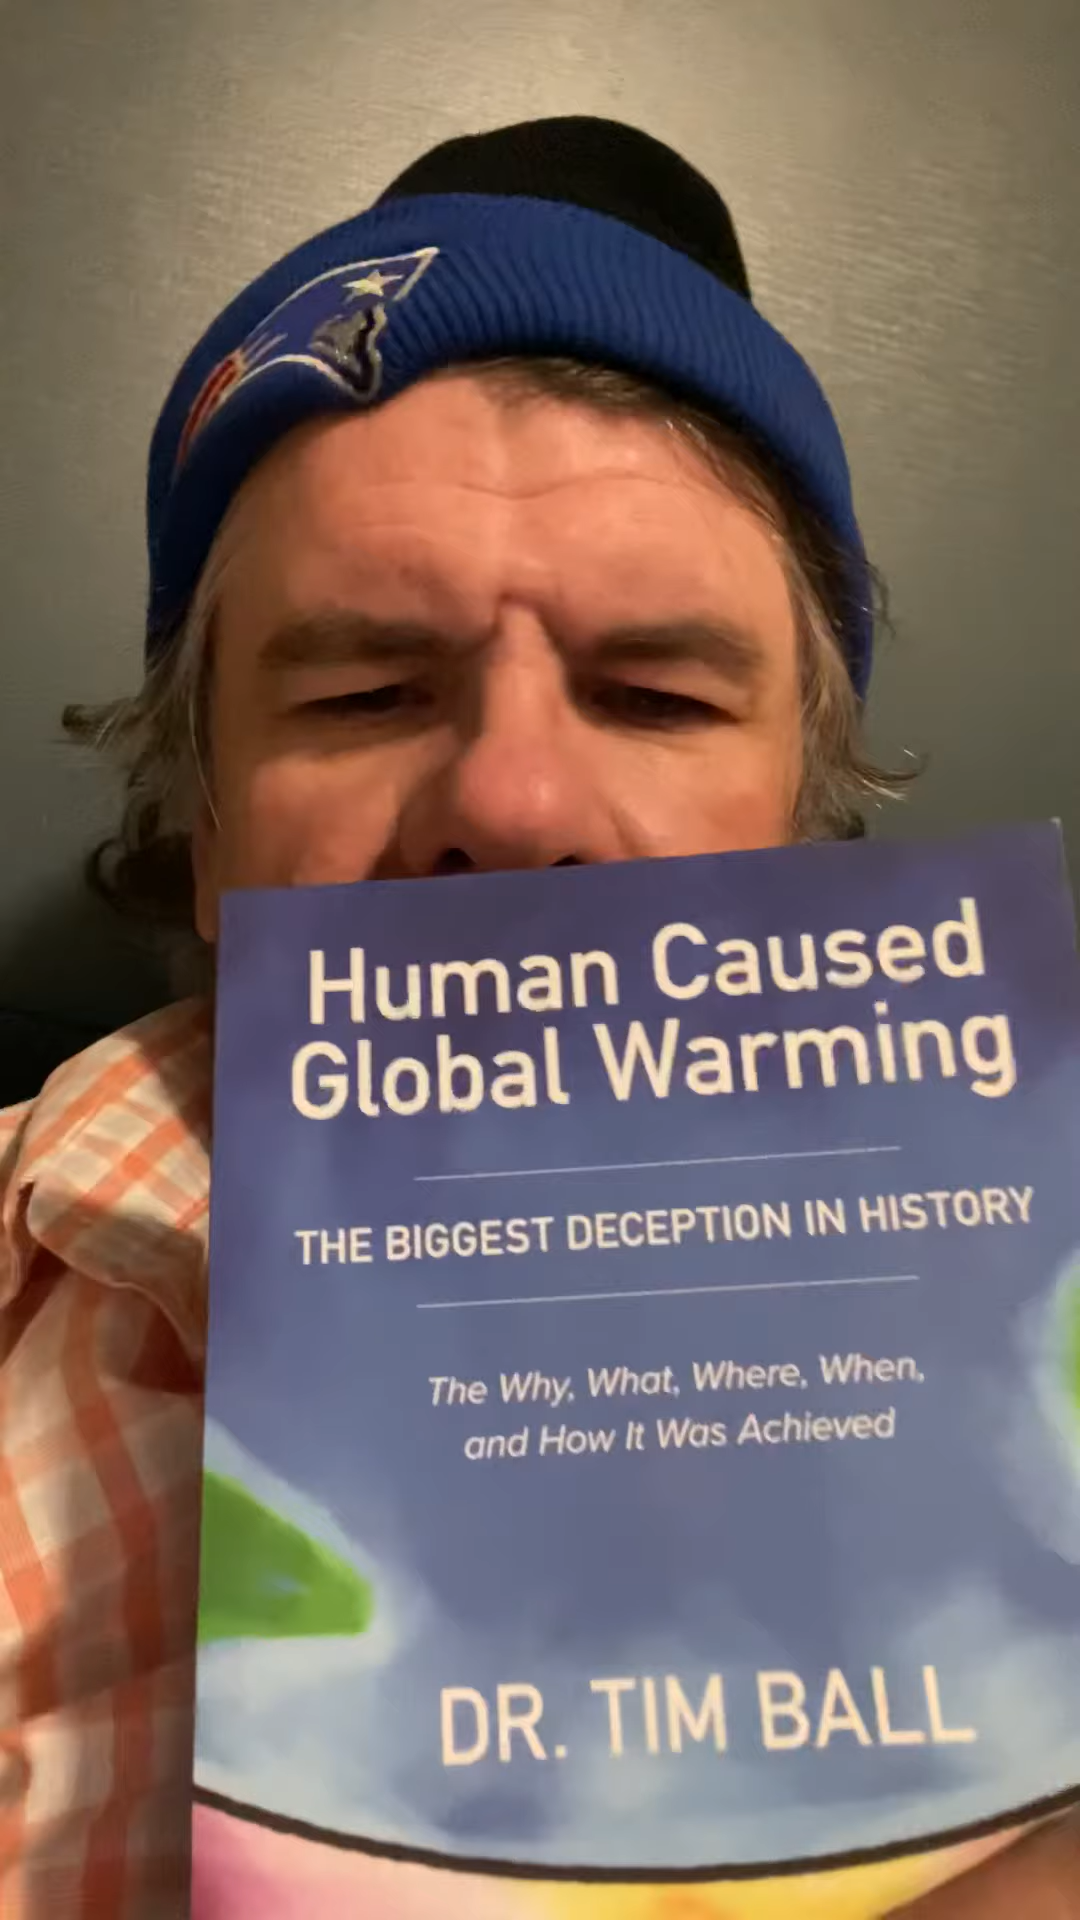 Human Caused
Global Warming
THE BIGGEST DECEPTION IN HISTORY
The Why, What, Where, When,
and How It Was Achieved
DR. TIM BALL